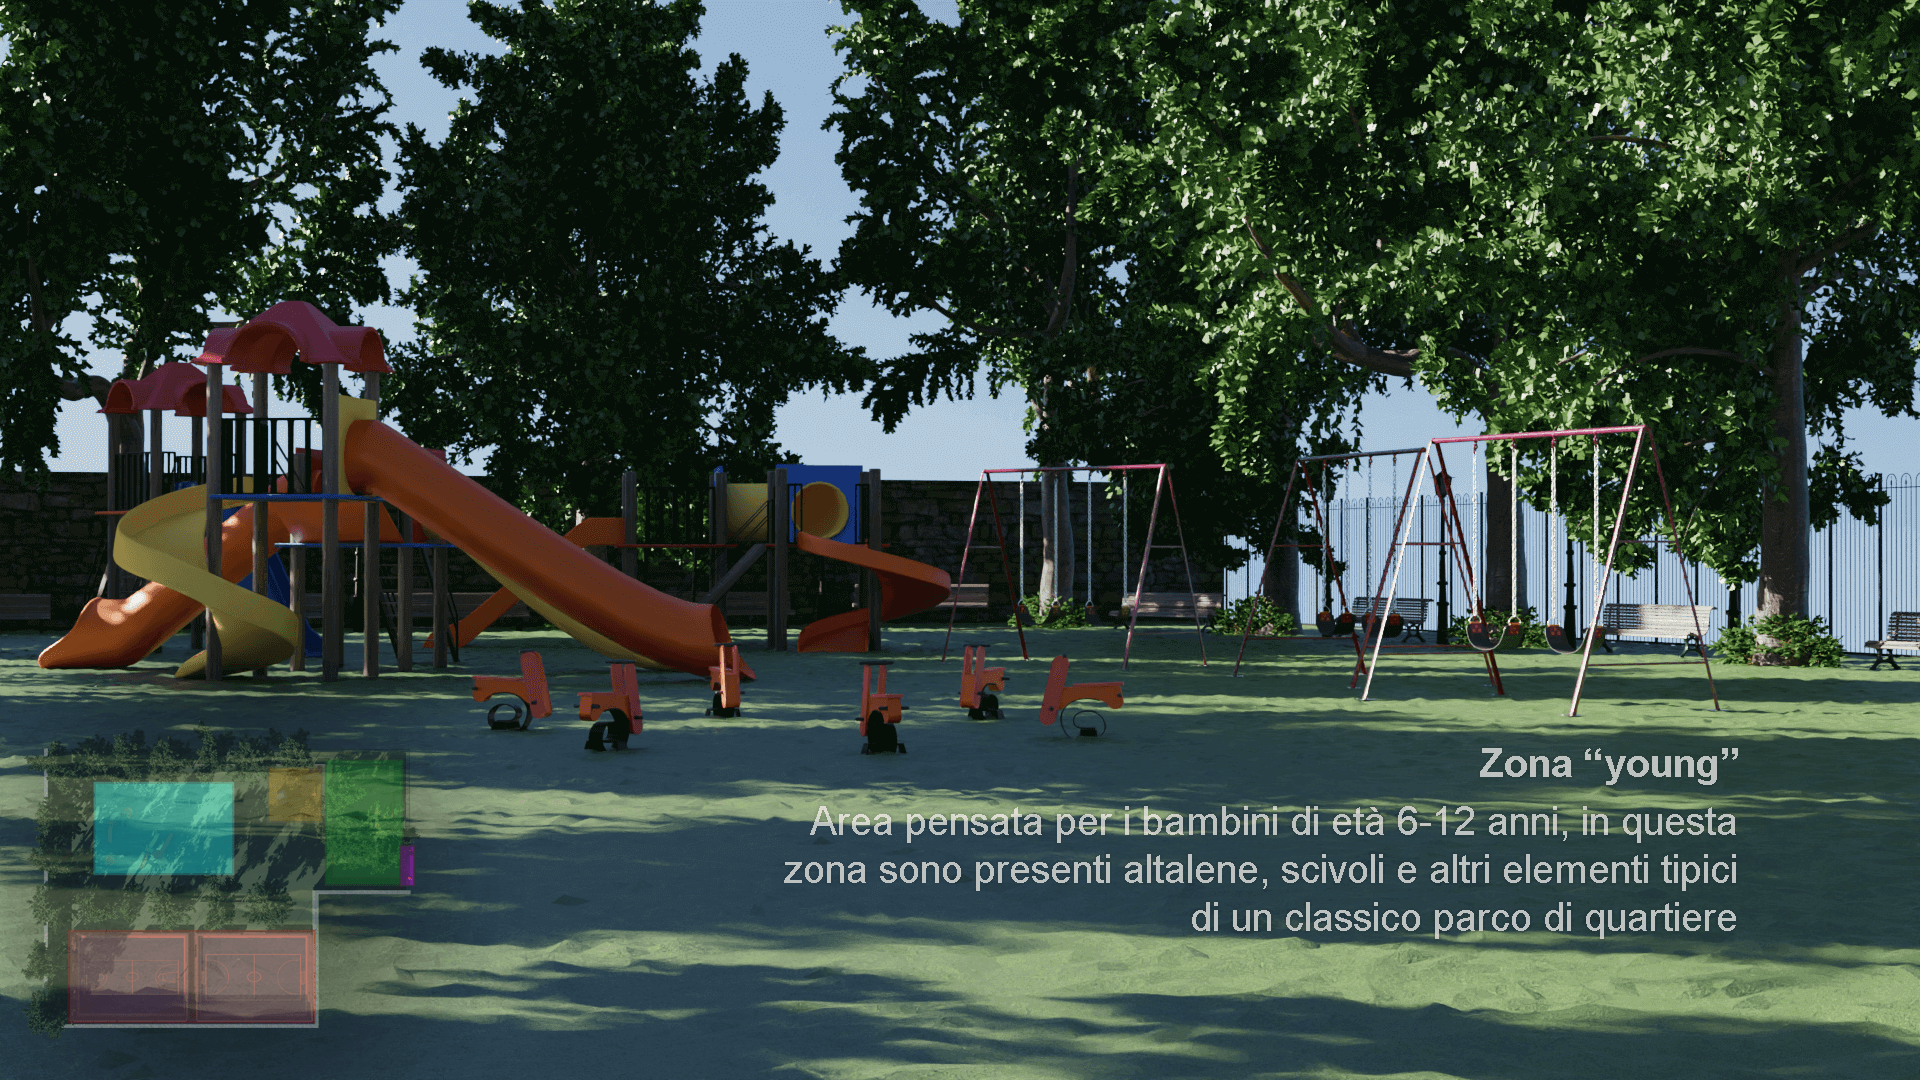 Zona “young”
Area pensata per i bambini di età 6-12 anni, in questa
zona sono presenti altalene, scivoli e altri elementi tipici
di un classico parco di quartiere